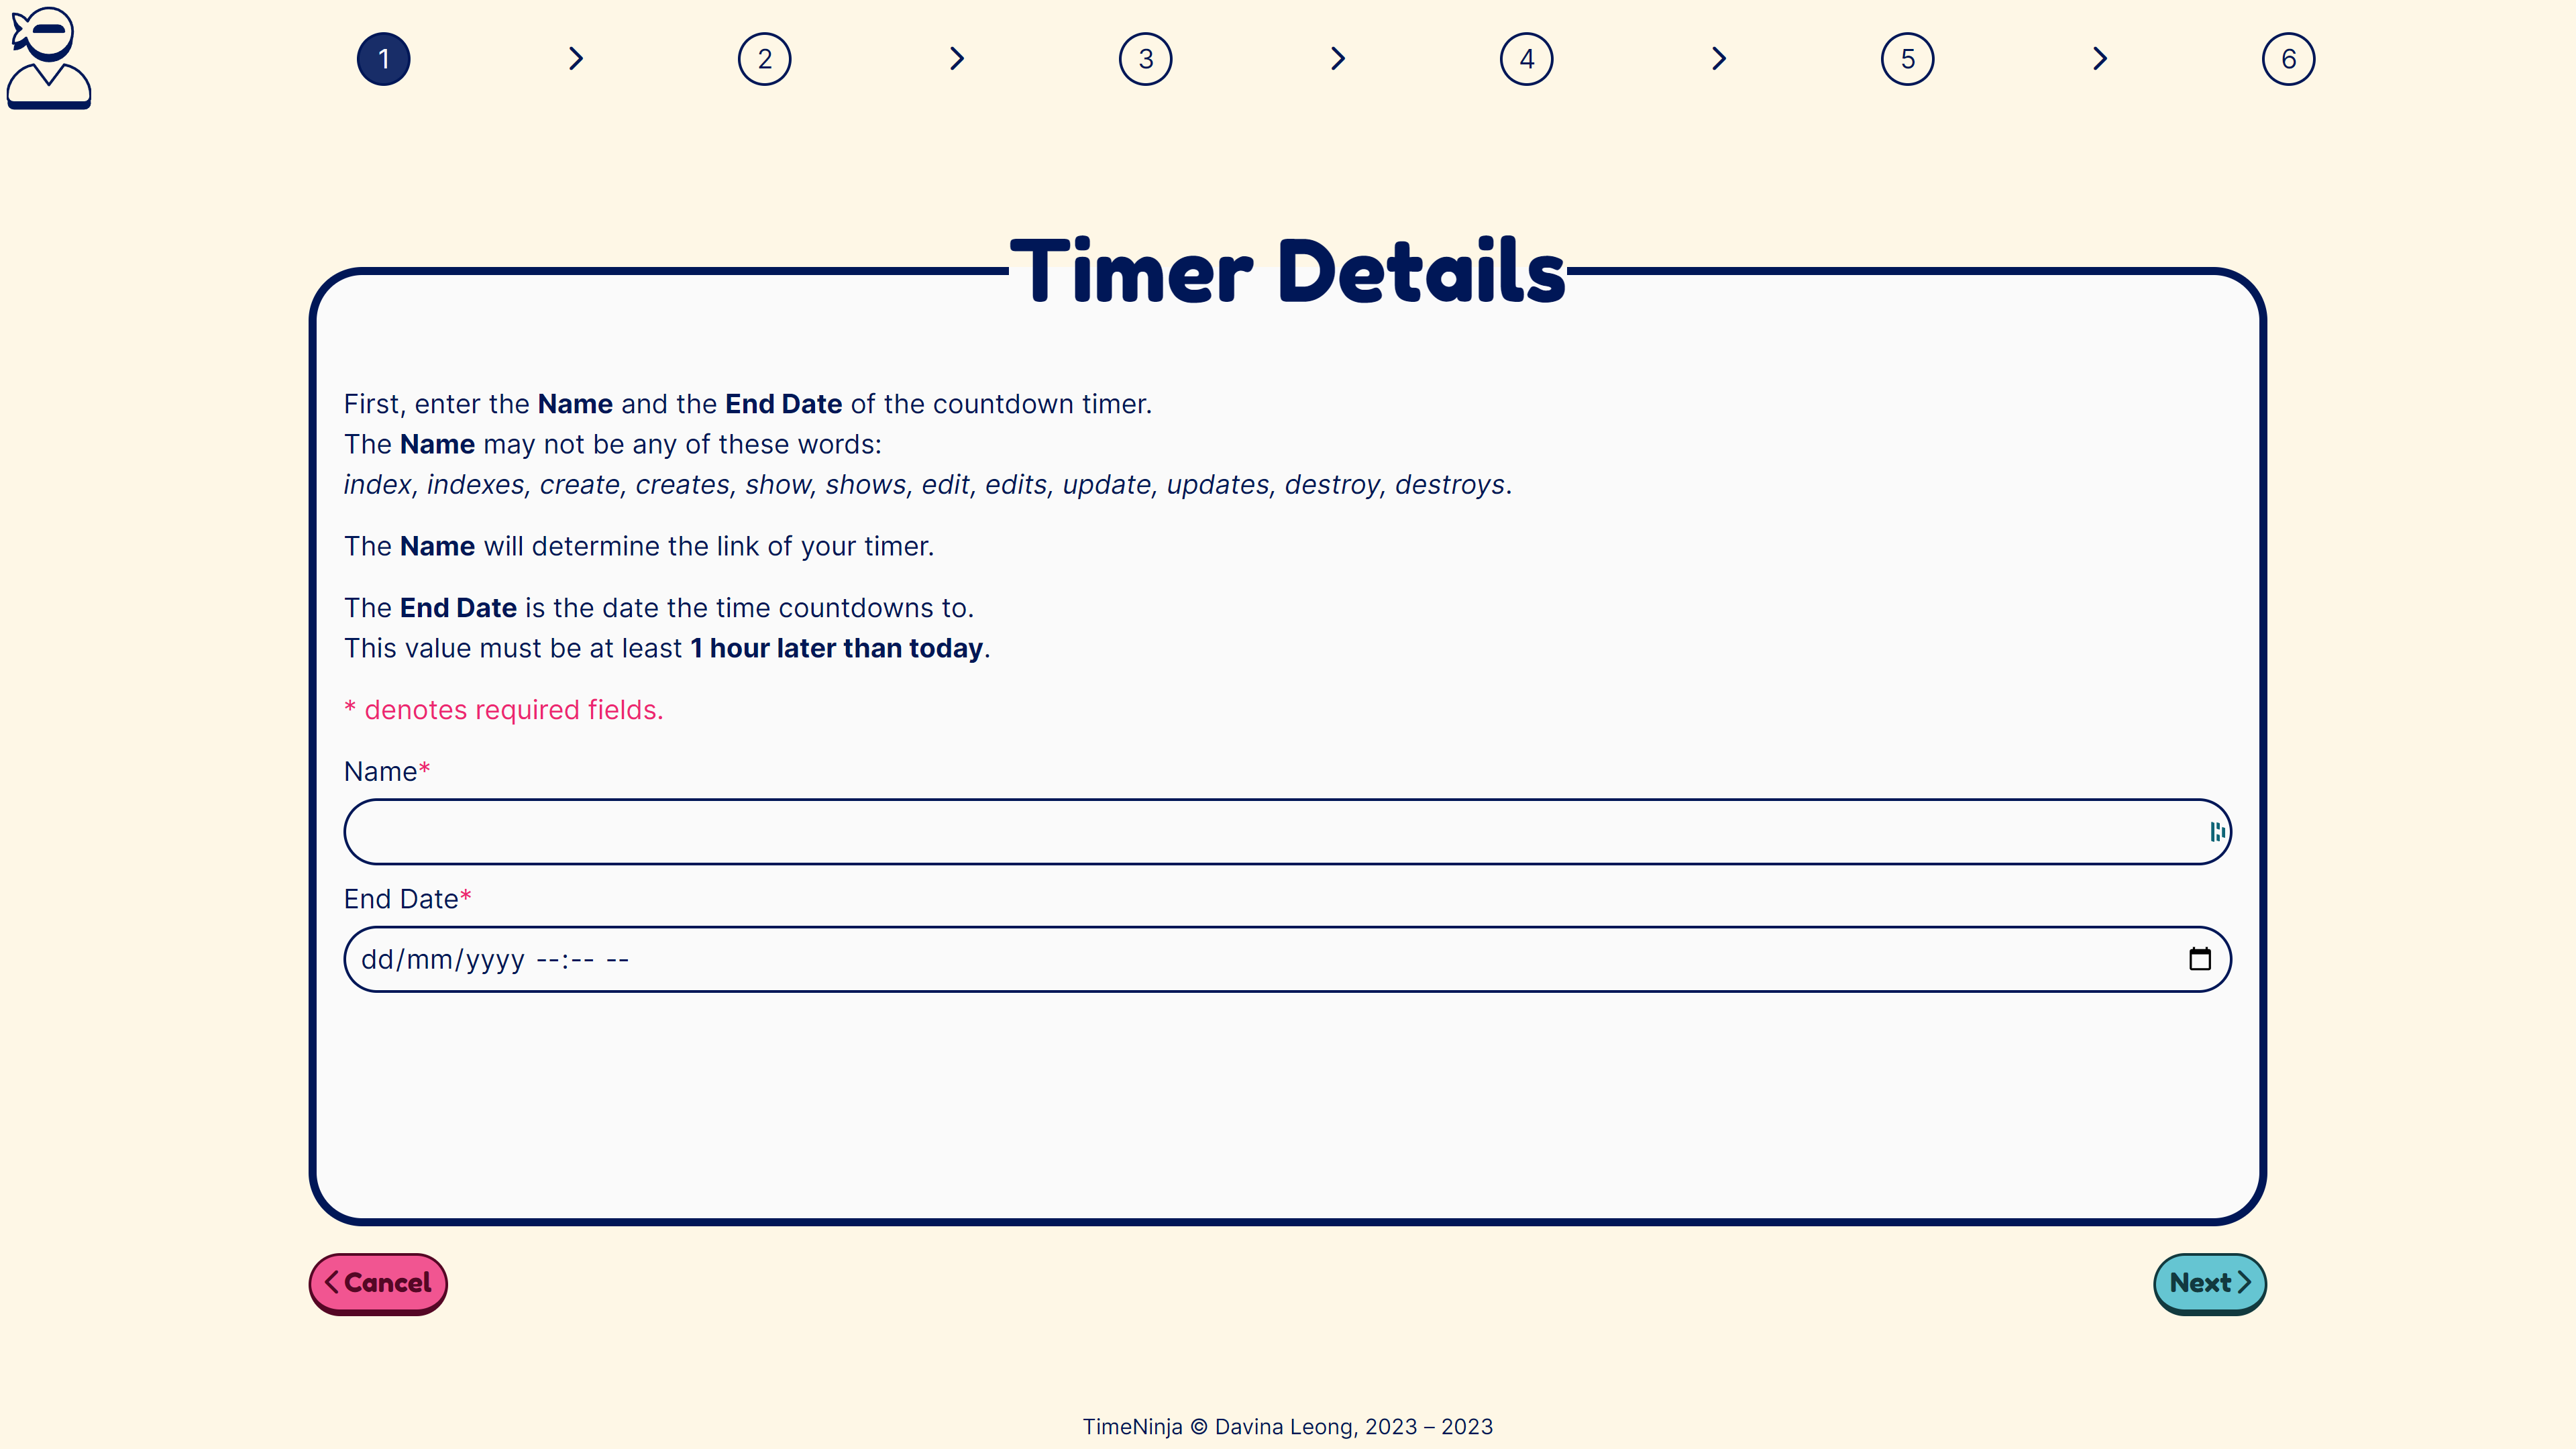 1 2 3 4 5 6
Timer Details
First, enter the Name and the End Date of the countdown timer.
The Name may not be any of these words:
index, indexes, create, creates, show, shows, edit, edits, update, updates, destroy, destroys.
The Name will determine the link of your timer.
The End Date is the date the time countdowns to.
This value must be at least 1 hour later than today.
* denotes required fields.
Name*
End Date*
dd/mm/yyyy --:-- --
Cancel Next
TimeNinja © Davina Leong, 2023 – 2023